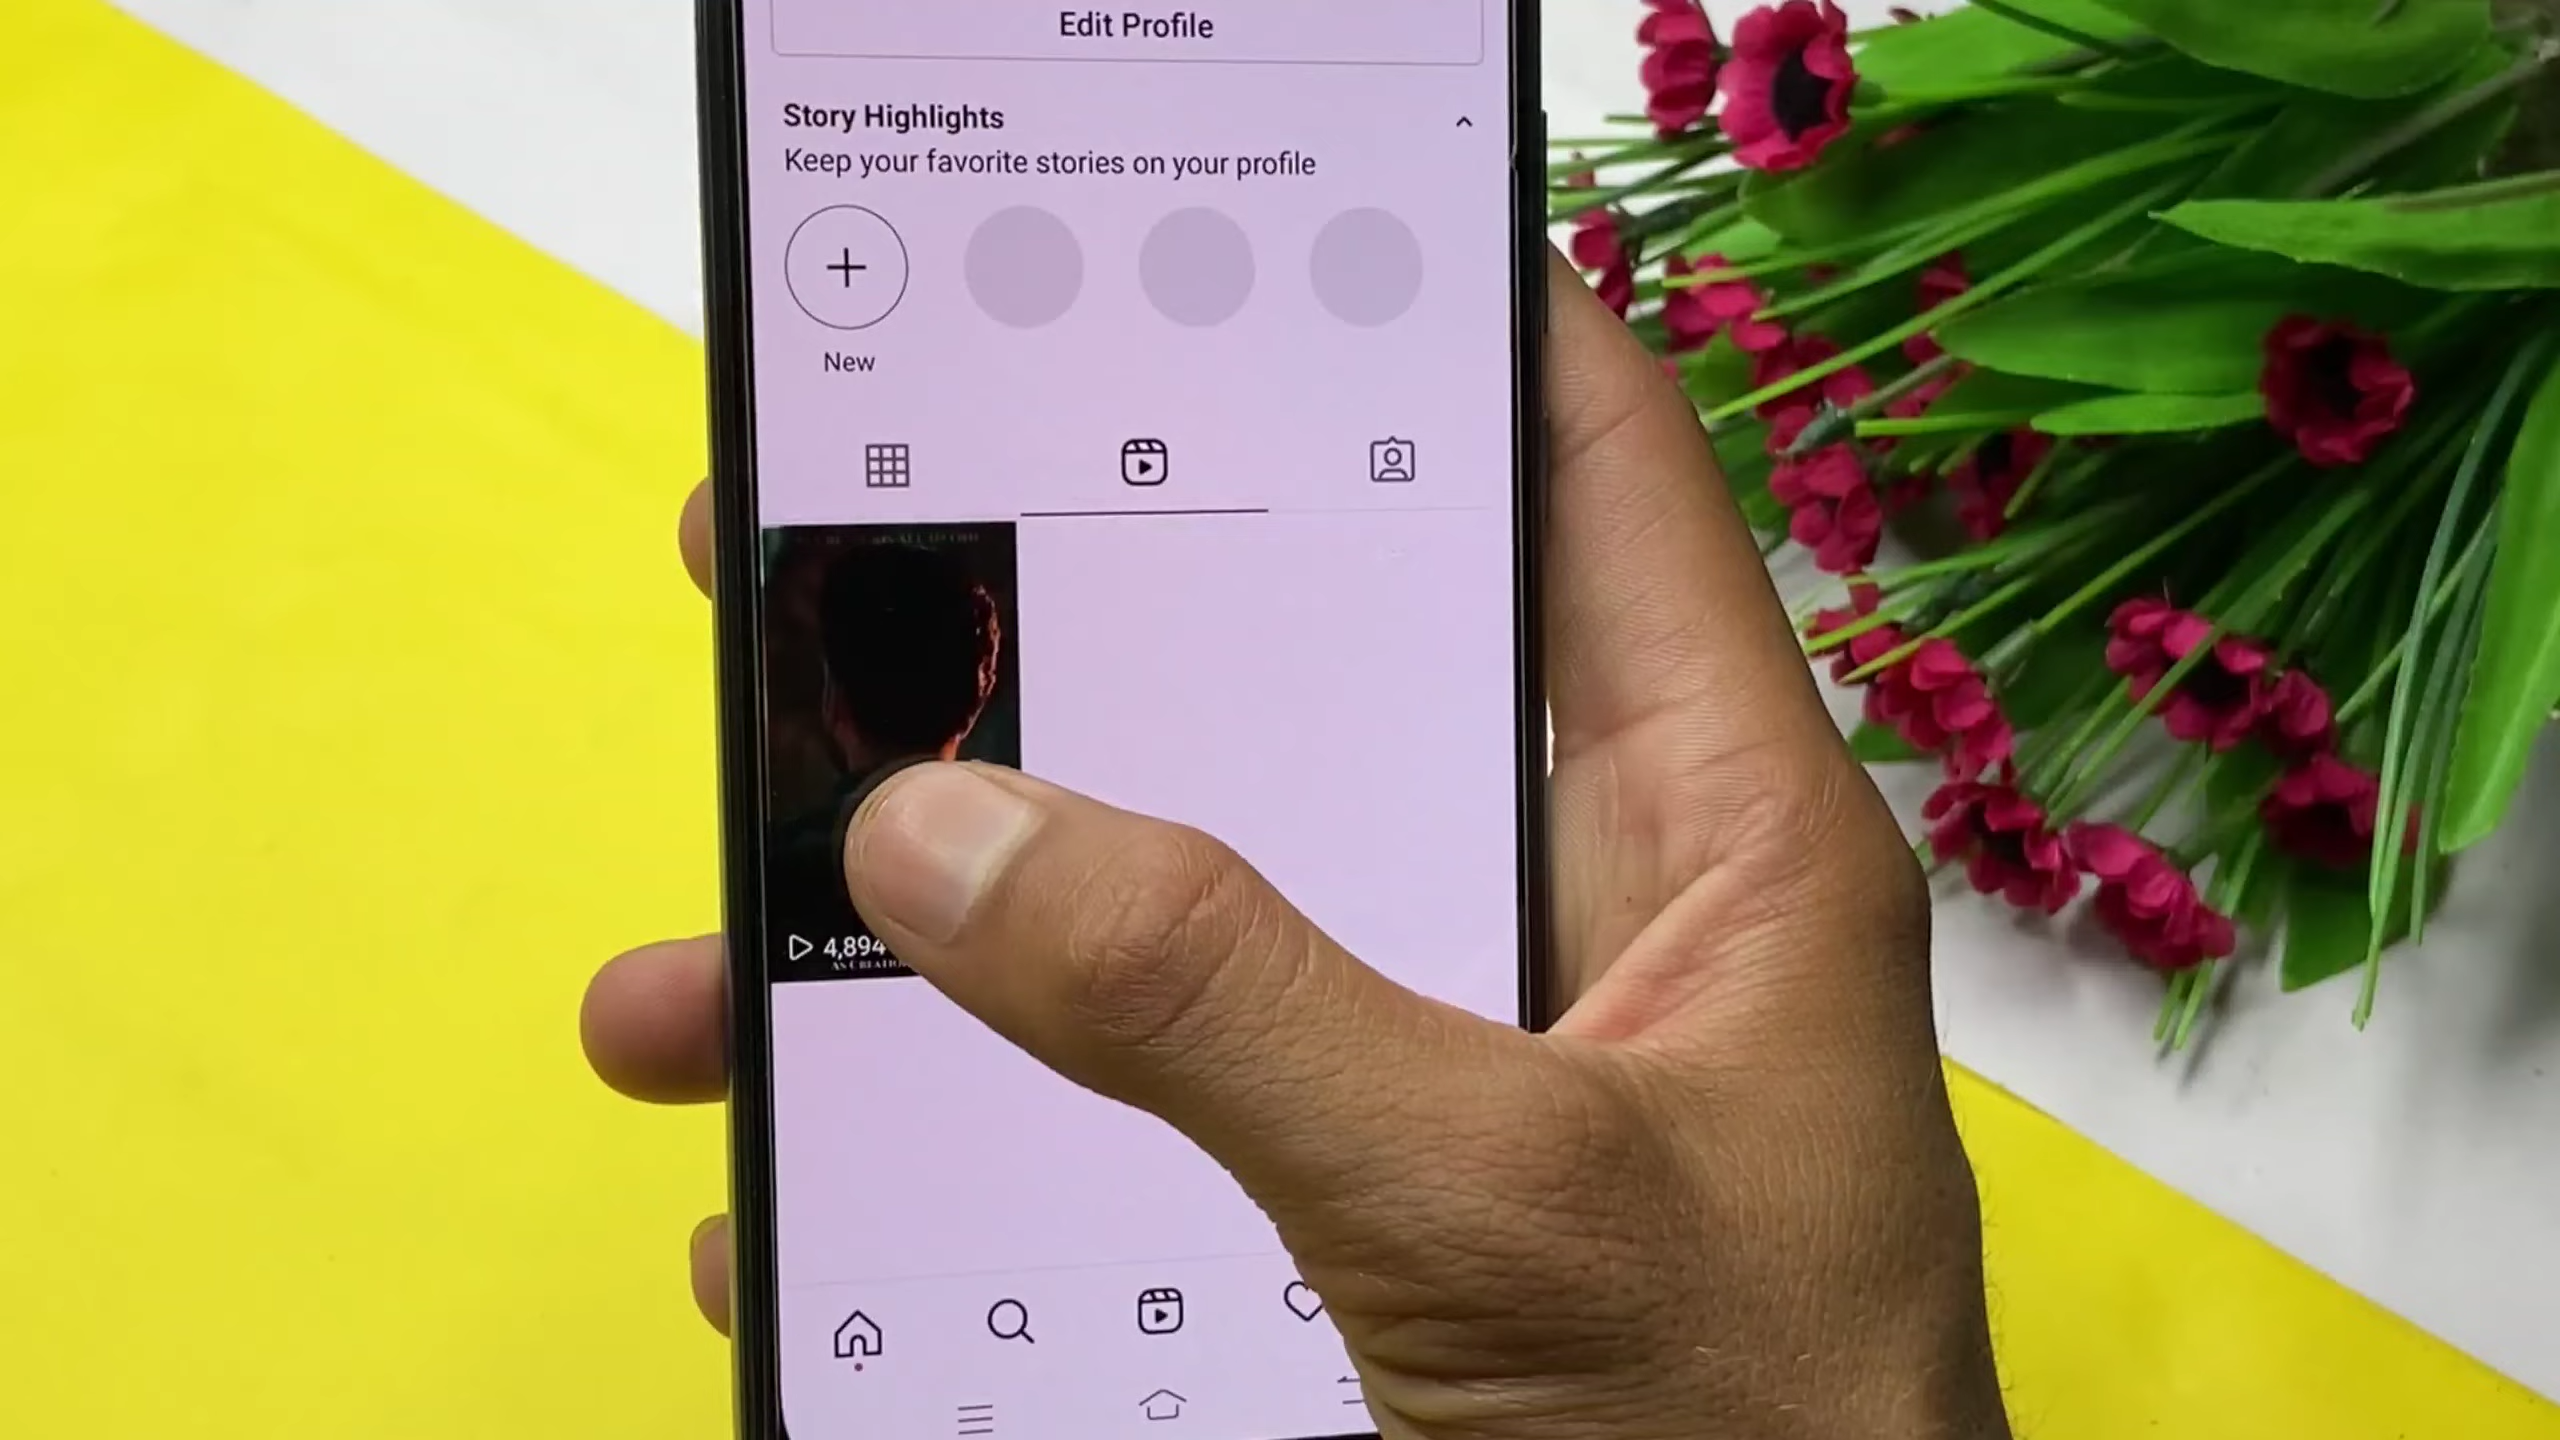 Edit Profile
Story Highlights
Keep your favorite stories on your profile
New
4,894